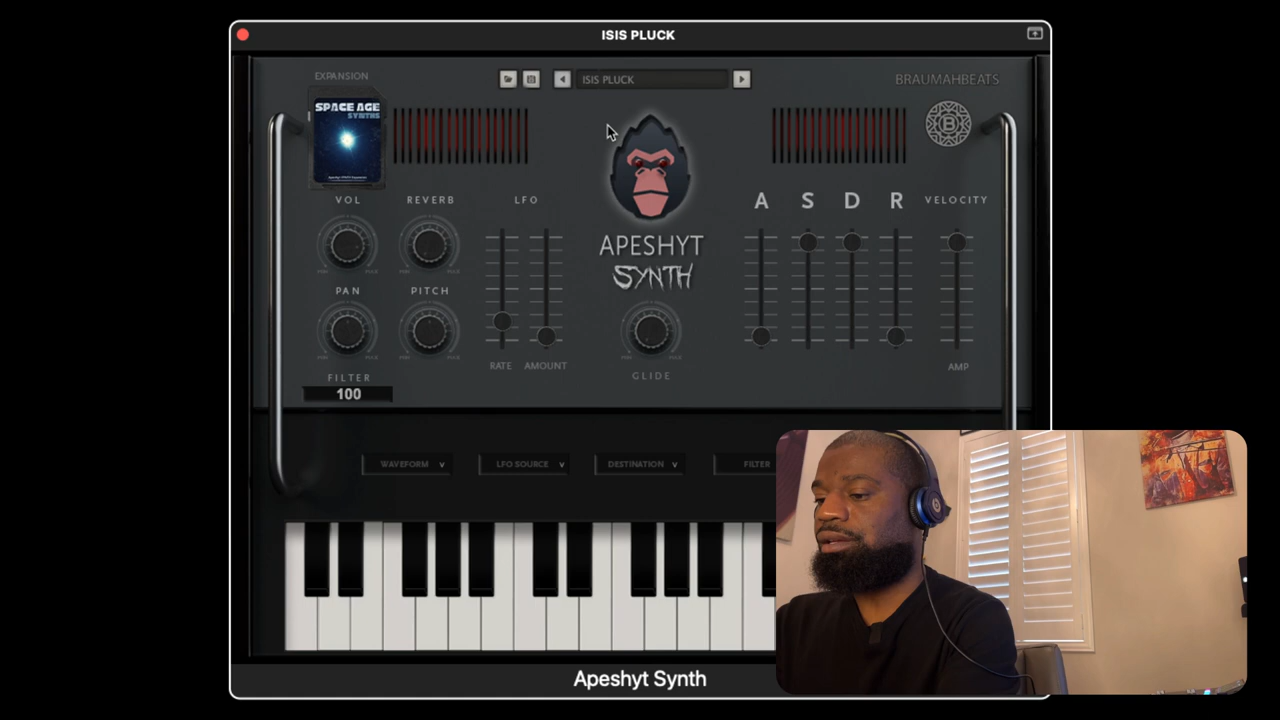 ISIS PLUCK
EXPANSION
ISIS PLUCK
BRAUMAHBEATS
SPACE AGE
SYNTHS
VOL
REVERB
LFO
A S D R
VELOCITY
APESHYT
SYNTH
PAN
PITCH
RATE
AMOUNT
GLIDE
AMP
FILTER
100
WAVEFORM
LFO SOURCE
DESTINATION
FILTER
Apeshyt Synth